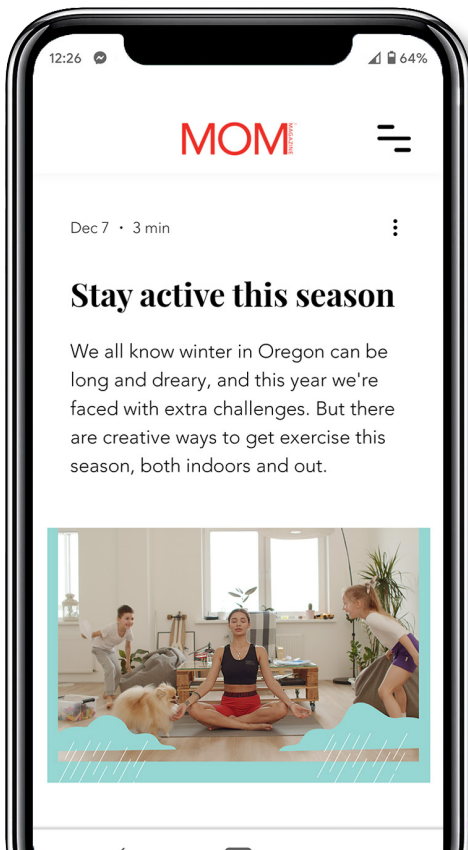 12:26
64%
MOM MAGAZINE
Dec 7 · 3 min
Stay active this season
We all know winter in Oregon can be
long and dreary, and this year we're
faced with extra challenges. But there
are creative ways to get exercise this
season, both indoors and out.